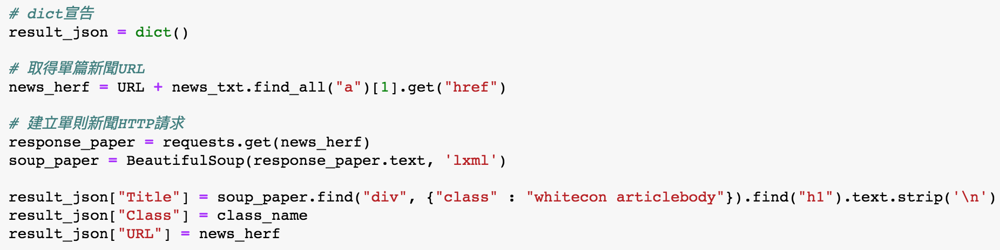 # dict宣告
result_json = dict()
# 取得單篇新聞URL
news_herf = URL + news_txt.find_all("a")[1].get("href")
# 建立單則新聞HTTP請求
response_paper = requests.get(news_herf)
soup_paper = BeautifulSoup(response_paper.text, 'lxml')
result_json["Title"] = soup_paper.find("div", {"class" : "whitecon articlebody"}).find("h1").text.strip('\n')
result_json["Class"] = class_name
result_json["URL"] = news_herf